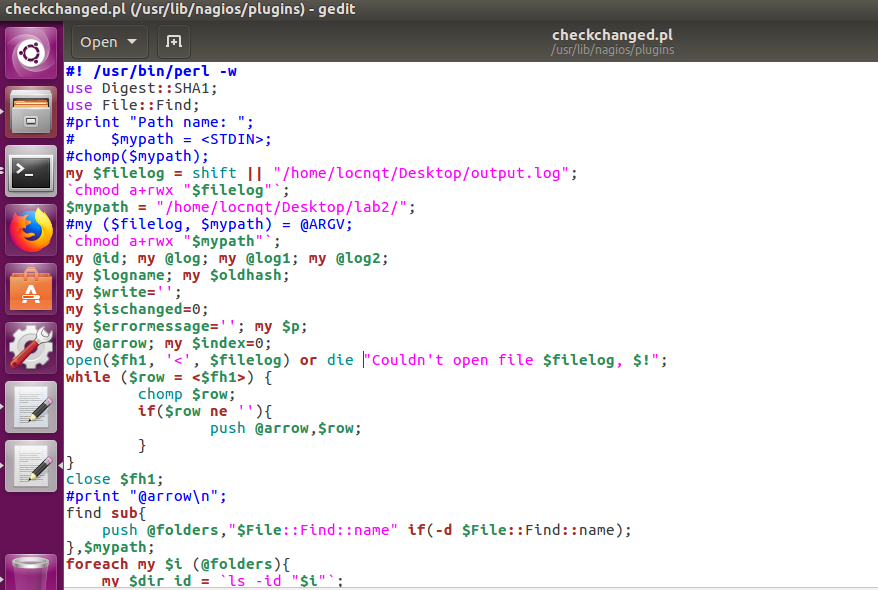 checkchanged.pl (/usr/lib/nagios/plugins) - gedit
Open
checkchanged.pl
/usr/lib/nagios/plugins
#! /usr/bin/perl -w
use Digest::SHA1;
use File::Find;
#print "Path name: ";
#    $mypath = <STDIN>;
#chomp($mypath);
my $filelog = shift || "/home/locnqt/Desktop/output.log";
`chmod a+rwx "$filelog"`;
$mypath = "/home/locnqt/Desktop/lab2/";
#my ($filelog, $mypath) = @ARGV;
`chmod a+rwx "$mypath"`;
my @id; my @log; my @log1; my @log2;
my $logname; my $oldhash;
my $write='';
my $ischanged=0;
my $errormessage=''; my $p;
my @arrow; my $index=0;
open($fh1, '<', $filelog) or die "Couldn't open file $filelog, $!";
while ($row = <$fh1>) {
        chomp $row;
        if($row ne ''){
                push @arrow,$row;
        }
}
close $fh1;
#print "@arrow\n";
find sub{
    push @folders,"$File::Find::name" if(-d $File::Find::name);
},$mypath;
foreach my $i (@folders){
    my $dir_id = `ls -id "$i"`;